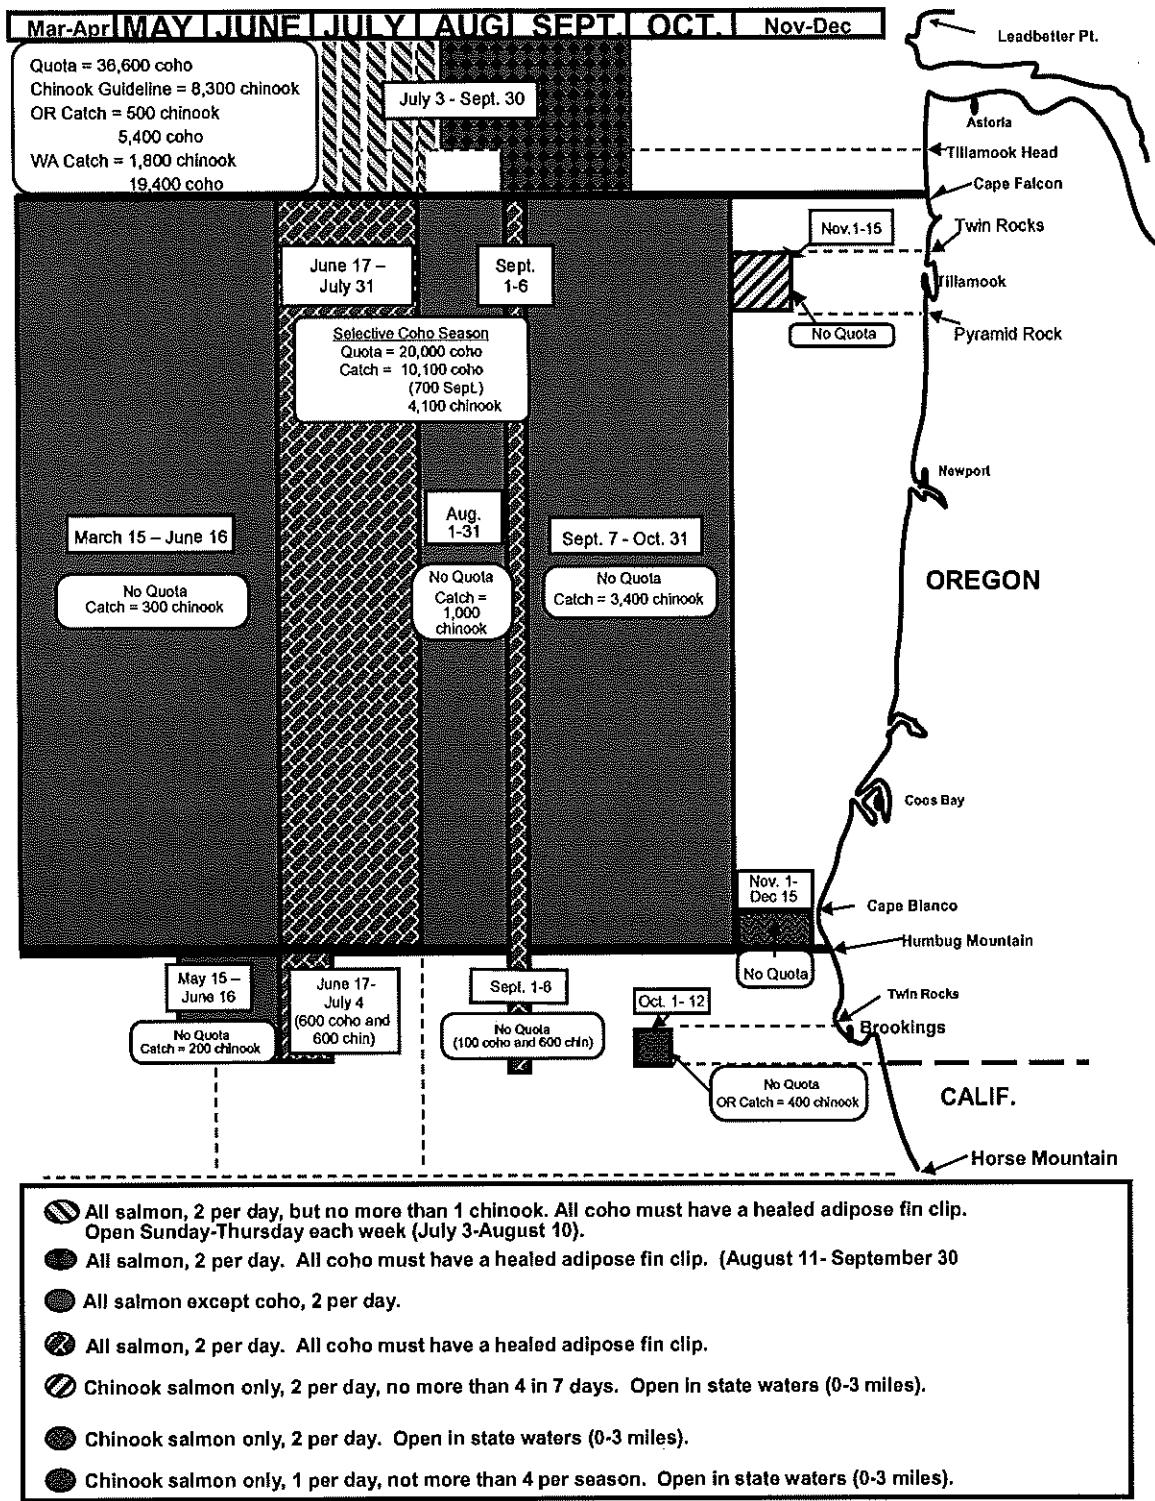 Mar-Apr MAY JUNE JULY AUG SEPT. OCT. Nov-Dec
Leadbetter Pt.
Quota = 36,600 coho
Chinook Guideline = 8,300 chinook
OR Catch = 500 chinook
5,400 coho
WA Catch = 1,800 chinook
19,400 coho
July 3 - Sept. 30
Astoria
Tillamook Head
Cape Falcon
Nov.1-15
Twin Rocks
June 17 –
July 31
Sept.
1-6
Tillamook
No Quota
Pyramid Rock
Selective Coho Season
Quota = 20,000 coho
Catch = 10,100 coho
(700 Sept.)
4,100 chinook
Newport
Aug.
1-31
March 15 – June 16
Sept. 7 - Oct. 31
No Quota
Catch = 300 chinook
No Quota
Catch =
1,000
chinook
No Quota
Catch = 3,400 chinook
OREGON
Coos Bay
Nov. 1-
Dec 15
Cape Blanco
Humbug Mountain
No Quota
May 15 –
June 16
June 17-
July 4
(600 coho and
600 chin)
Sept. 1-6
Oct. 1- 12
Twin Rocks
Brookings
No Quota
Catch = 200 chinook
No Quota
(100 coho and 600 chin)
No Quota
OR Catch = 400 chinook
CALIF.
Horse Mountain
All salmon, 2 per day, but no more than 1 chinook. All coho must have a healed adipose fin clip.
Open Sunday-Thursday each week (July 3-August 10).
All salmon, 2 per day. All coho must have a healed adipose fin clip. (August 11- September 30
All salmon except coho, 2 per day.
All salmon, 2 per day. All coho must have a healed adipose fin clip.
Chinook salmon only, 2 per day, no more than 4 in 7 days. Open in state waters (0-3 miles).
Chinook salmon only, 2 per day. Open in state waters (0-3 miles).
Chinook salmon only, 1 per day, not more than 4 per season. Open in state waters (0-3 miles).